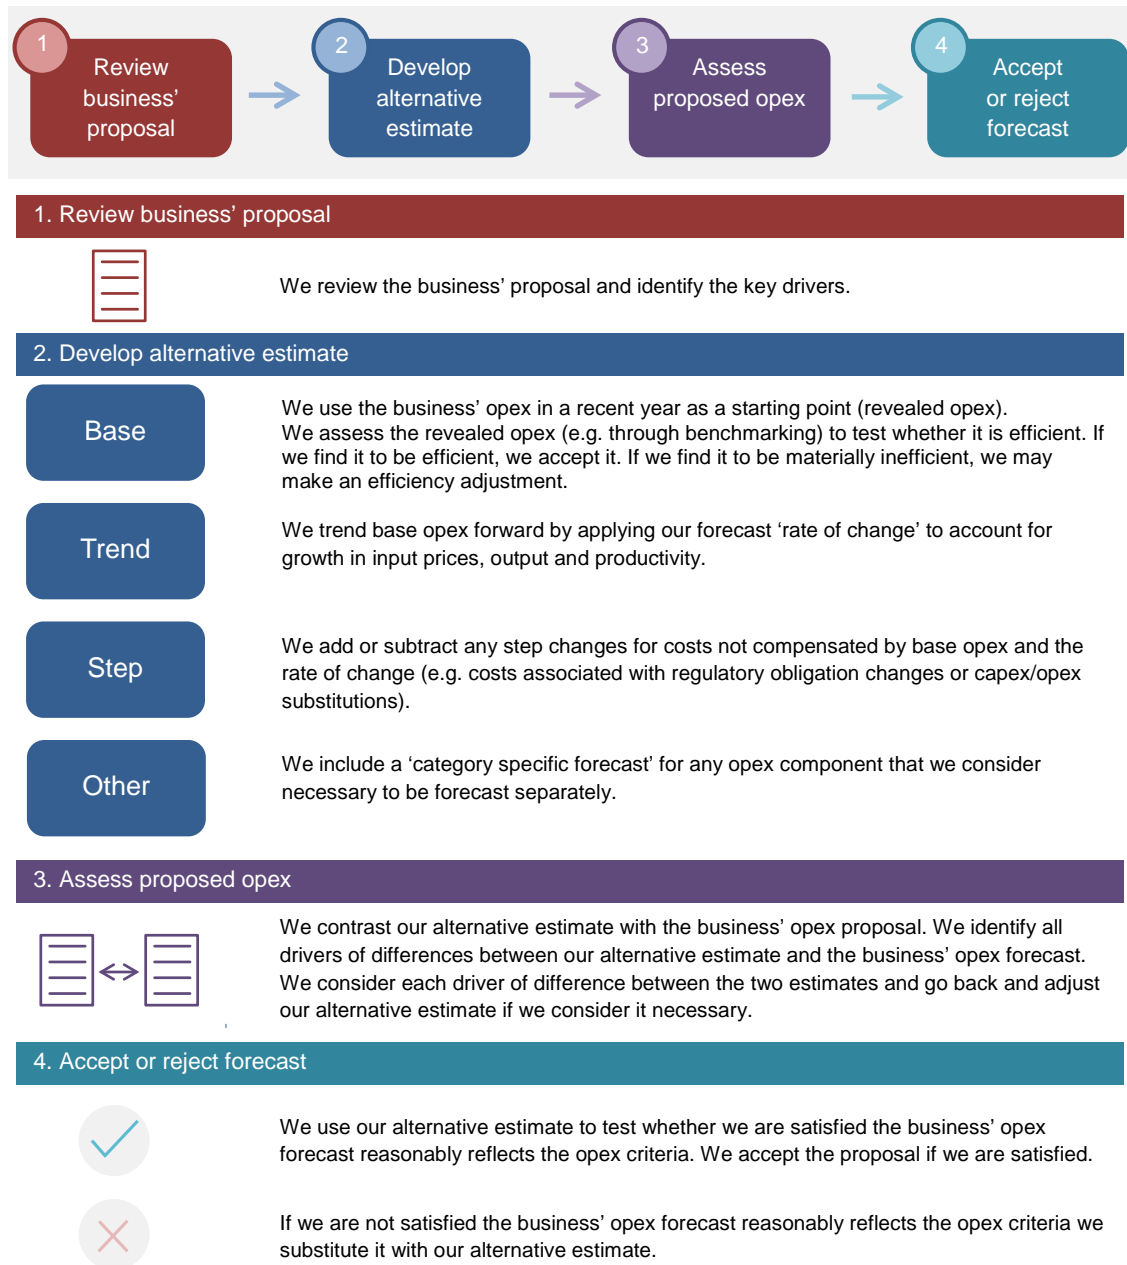 1
Review
business’
proposal
2
Develop
alternative
estimate
3
Assess
proposed opex
4
Accept
or reject
forecast
1. Review business’ proposal
We review the business’ proposal and identify the key drivers.
2. Develop alternative estimate
Base
We use the business’ opex in a recent year as a starting point (revealed opex).
We assess the revealed opex (e.g. through benchmarking) to test whether it is efficient. If
we find it to be efficient, we accept it. If we find it to be materially inefficient, we may
make an efficiency adjustment.
Trend
We trend base opex forward by applying our forecast ‘rate of change’ to account for
growth in input prices, output and productivity.
Step
We add or subtract any step changes for costs not compensated by base opex and the
rate of change (e.g. costs associated with regulatory obligation changes or capex/opex
substitutions).
Other
We include a ‘category specific forecast’ for any opex component that we consider
necessary to be forecast separately.
3. Assess proposed opex
We contrast our alternative estimate with the business’ opex proposal. We identify all
drivers of differences between our alternative estimate and the business’ opex forecast.
We consider each driver of difference between the two estimates and go back and adjust
our alternative estimate if we consider it necessary.
4. Accept or reject forecast
We use our alternative estimate to test whether we are satisfied the business’ opex
forecast reasonably reflects the opex criteria. We accept the proposal if we are satisfied.
If we are not satisfied the business’ opex forecast reasonably reflects the opex criteria we
substitute it with our alternative estimate.